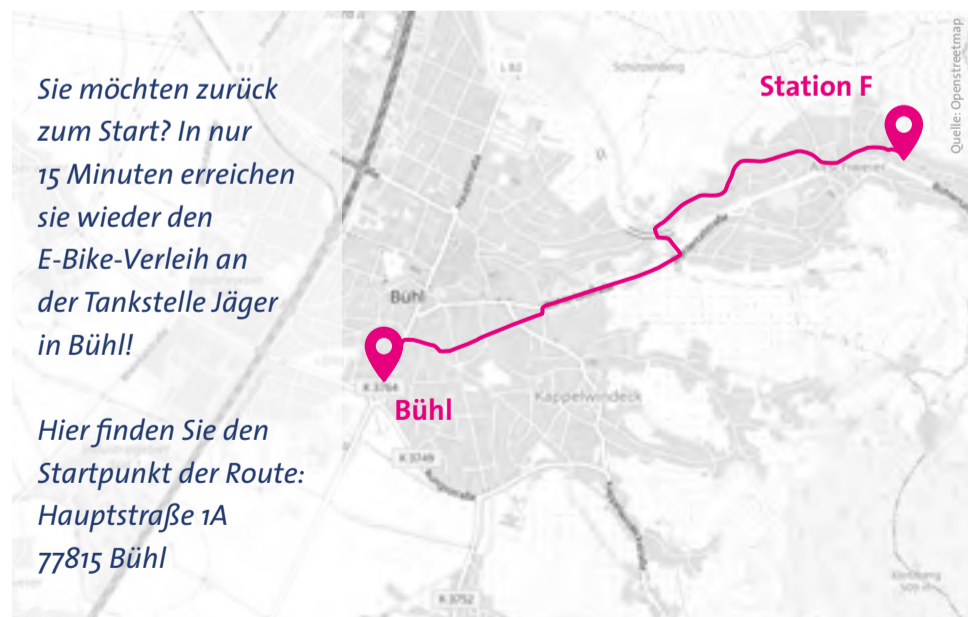 Sie möchten zurück
zum Start? In nur
15 Minuten erreichen
sie wieder den
E-Bike-Verleih an
der Tankstelle Jäger
in Bühl!
Hier finden Sie den
Startpunkt der Route:
Hauptstraße 1A
77815 Bühl
Station F
Bühl
Quelle: Openstreetmap
L 82
Bühl
K 3764
Kappelwindeck
K 3749
K 3752